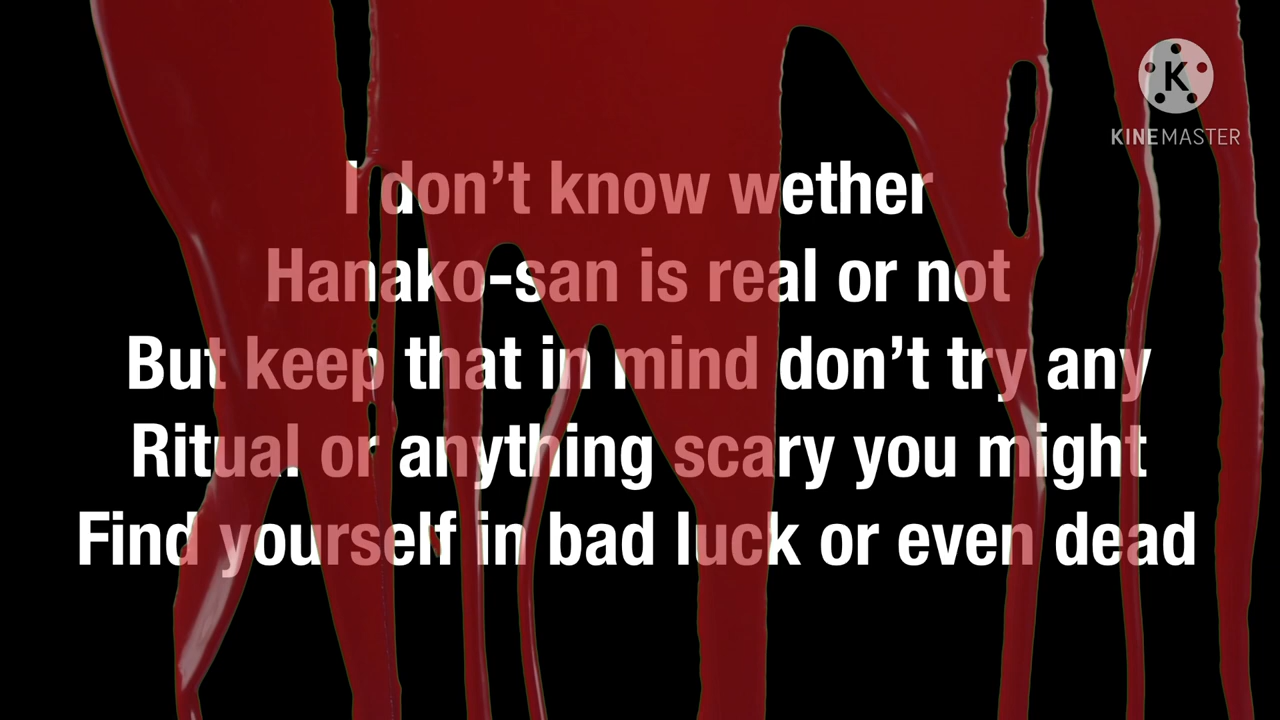 K
KINEMASTER
I don't know wether
Hanako-san is real or not
But keep that in mind don't try any
Ritual or anything scary you might
Find yourself in bad luck or even dead